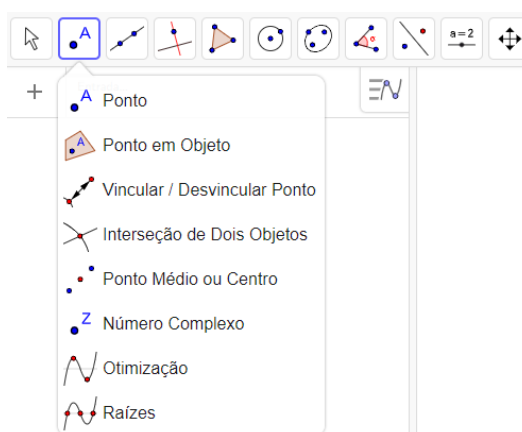 A
a=2
A Ponto
A Ponto em Objeto
Vincular / Desvincular Ponto
Interseção de Dois Objetos
Ponto Médio ou Centro
Z Número Complexo
Otimização
Raízes